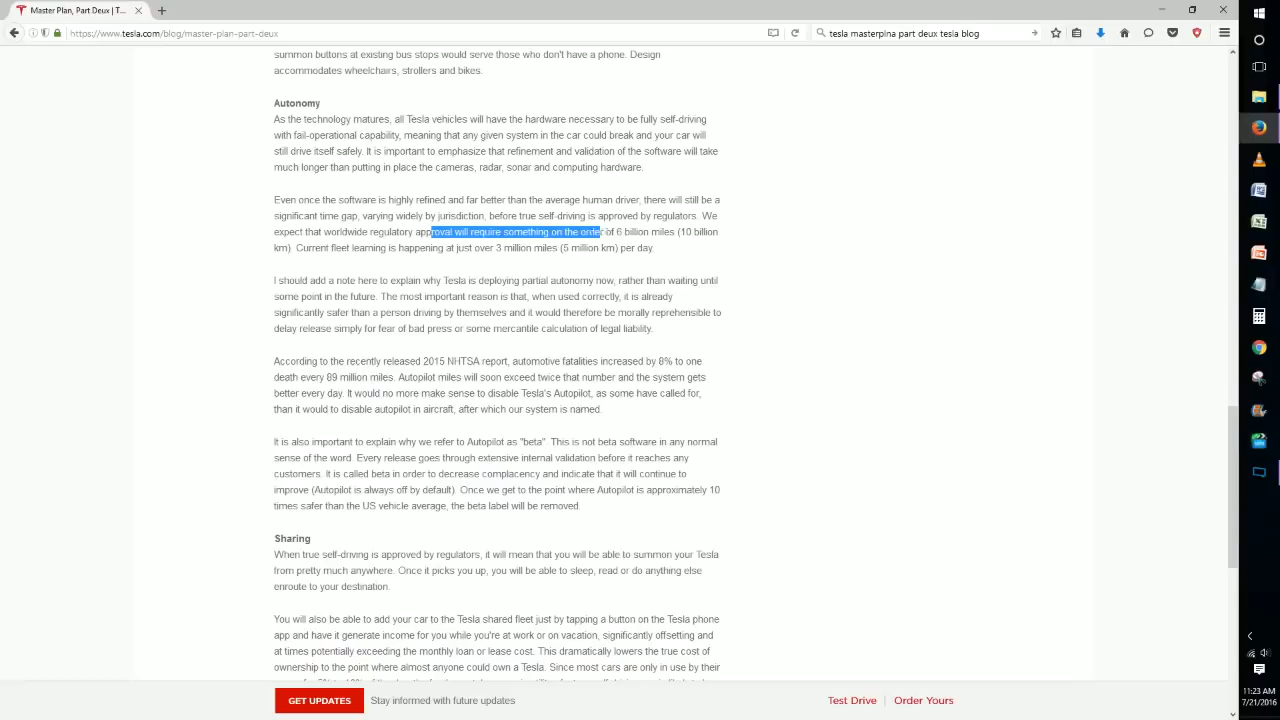 Master Plan, Part Deux | T...
https://www.tesla.com/blog/master-plan-part-deux
tesla masterplna part deux tesla blog
summon buttons at existing bus stops would serve those who don't have a phone. Design
accommodates wheelchairs, strollers and bikes.
Autonomy
As the technology matures, all Tesla vehicles will have the hardware necessary to be fully self-driving
with fail-operational capability, meaning that any given system in the car could break and your car will
still drive itself safely. It is important to emphasize that refinement and validation of the software will take
much longer than putting in place the cameras, radar, sonar and computing hardware.
Even once the software is highly refined and far better than the average human driver, there will still be a
significant time gap, varying widely by jurisdiction, before true self-driving is approved by regulators. We
expect that worldwide regulatory approval will require something on the order of 6 billion miles (10 billion
km). Current fleet learning is happening at just over 3 million miles (5 million km) per day.
I should add a note here to explain why Tesla is deploying partial autonomy now, rather than waiting until
some point in the future. The most important reason is that, when used correctly, it is already
significantly safer than a person driving by themselves and it would therefore be morally reprehensible to
delay release simply for fear of bad press or some mercantile calculation of legal liability.
According to the recently released 2015 NHTSA report, automotive fatalities increased by 8% to one
death every 89 million miles. Autopilot miles will soon exceed twice that number and the system gets
better every day. It would no more make sense to disable Tesla's Autopilot, as some have called for,
than it would to disable autopilot in aircraft, after which our system is named.
It is also important to explain why we refer to Autopilot as "beta". This is not beta software in any normal
sense of the word. Every release goes through extensive internal validation before it reaches any
customers. It is called beta in order to decrease complacency and indicate that it will continue to
improve (Autopilot is always off by default). Once we get to the point where Autopilot is approximately 10
times safer than the US vehicle average, the beta label will be removed.
Sharing
When true self-driving is approved by regulators, it will mean that you will be able to summon your Tesla
from pretty much anywhere. Once it picks you up, you will be able to sleep, read or do anything else
enroute to your destination.
You will also be able to add your car to the Tesla shared fleet just by tapping a button on the Tesla phone
app and have it generate income for you while you're at work or on vacation, significantly offsetting and
at times potentially exceeding the monthly loan or lease cost. This dramatically lowers the true cost of
ownership to the point where almost anyone could own a Tesla. Since most cars are only in use by their
GET UPDATES
Stay informed with future updates
Test Drive
Order Yours
11:23 AM
7/21/2016